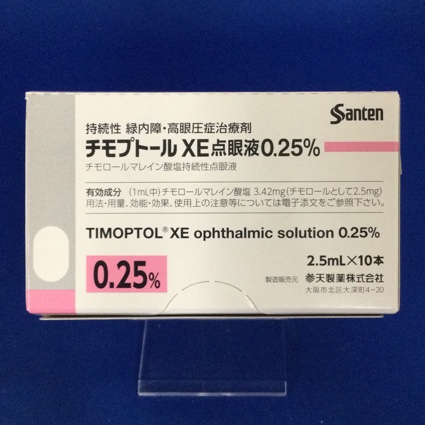 Santen
持続性 緑内障・高眼圧症治療剤
チモプトール XE点眼液0.25%
チモロールマレイン酸塩持続性点眼液
有効成分 (1mL中)チモロールマレイン酸塩 3.42mg(チモロールとして2.5mg)
用法・用量、効能・効果、使用上の注意等については電子添文をご参照下さい。
TIMOPTOL® XE ophthalmic solution 0.25%
0.25%
2.5mL×10本
製造販売元 参天製薬株式会社
大阪市北区大深町4-20